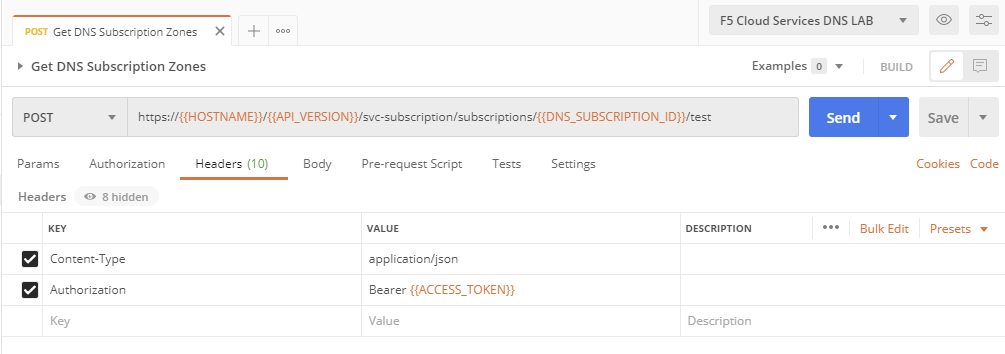 POST Get DNS Subscription Zones
F5 Cloud Services DNS LAB
Get DNS Subscription Zones
Examples 0
BUILD
POST
https://{{HOSTNAME}}/{{API_VERSION}}/svc-subscription/subscriptions/{{DNS_SUBSCRIPTION_ID}}/test
Send
Save
Params Authorization Headers (10) Body Pre-request Script Tests Settings Cookies Code
Headers 8 hidden
KEY VALUE DESCRIPTION Bulk Edit Presets
Content-Type application/json
Authorization Bearer {{ACCESS_TOKEN}}
Key Value Description